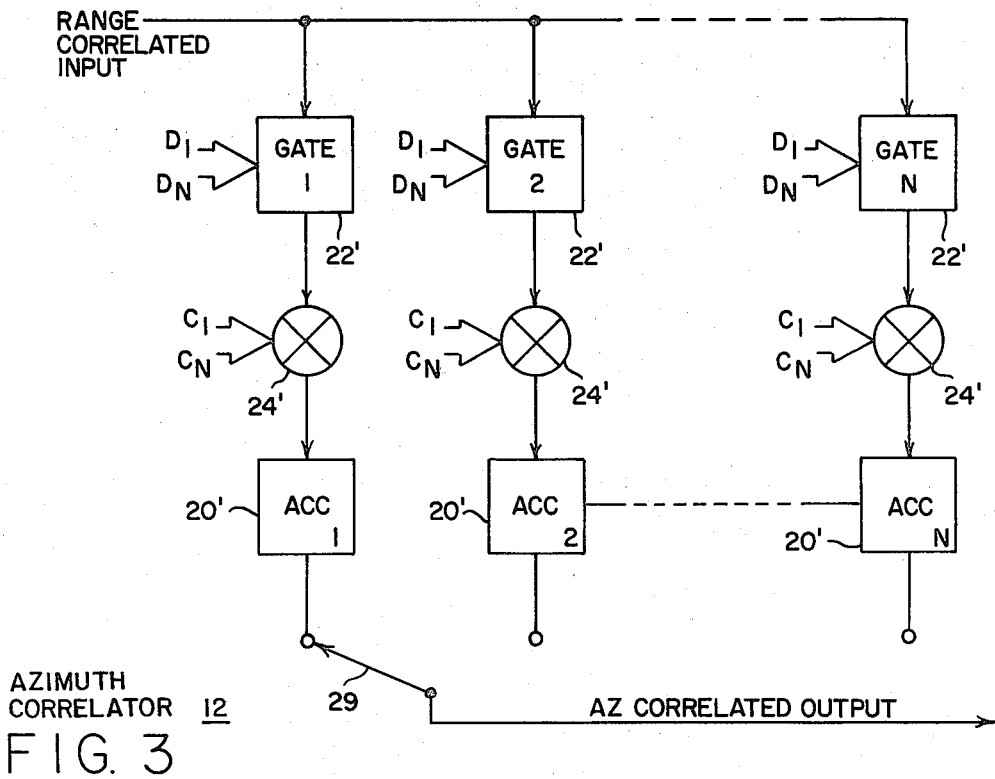 RANGE
CORRELATED
INPUT
D1
DN
GATE
1
22'
D1
DN
GATE
2
22'
D1
DN
GATE
N
22'
C1
CN
24'
C1
CN
24'
C1
CN
24'
20'
ACC
1
20'
ACC
2
20'
ACC
N
29
AZIMUTH
CORRELATOR 12
AZ CORRELATED OUTPUT
FIG. 3